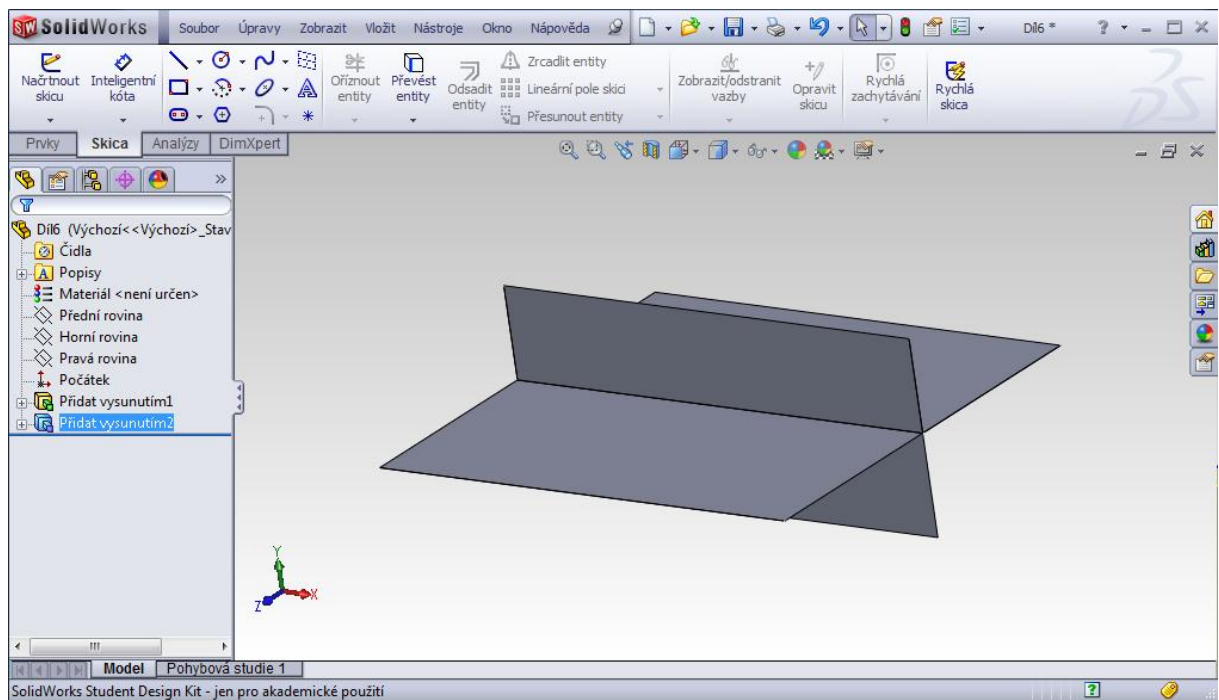 SolidWorks Soubor Úpravy Zobrazit Vložit Nástroje Okno Nápověda Díl6 * ?
Načrtnout skicu
Inteligentní kóta
Oříznout entity
Převést entity
Odsadit entity
Zrcadlit entity
Lineární pole skici
Přesunout entity
Zobrazit/odstranit vazby
Opravit skicu
Rychlá zachytávání
Rychlá skica
Prvky Skica Analýzy DimXpert
Díl6 (Výchozí<<Výchozí>_Stav
Čidla
Popisy
Materiál <není určen>
Přední rovina
Horní rovina
Pravá rovina
Počátek
Přidat vysunutím1
Přidat vysunutím2
Y
X
Z
Model Pohybová studie 1
SolidWorks Student Design Kit - jen pro akademické použití